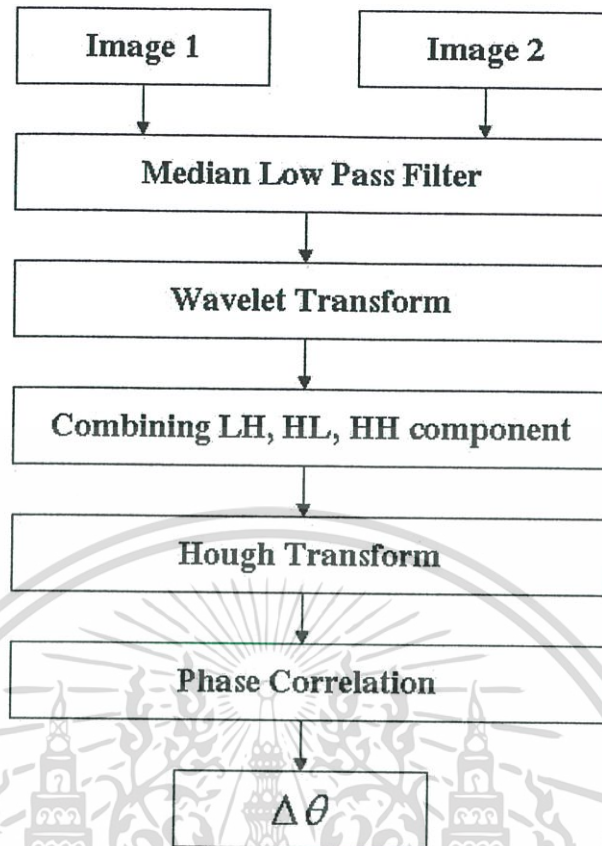 Image 1
Image 2
Median Low Pass Filter
Wavelet Transform
Combining LH, HL, HH component
Hough Transform
Phase Correlation
Δθ